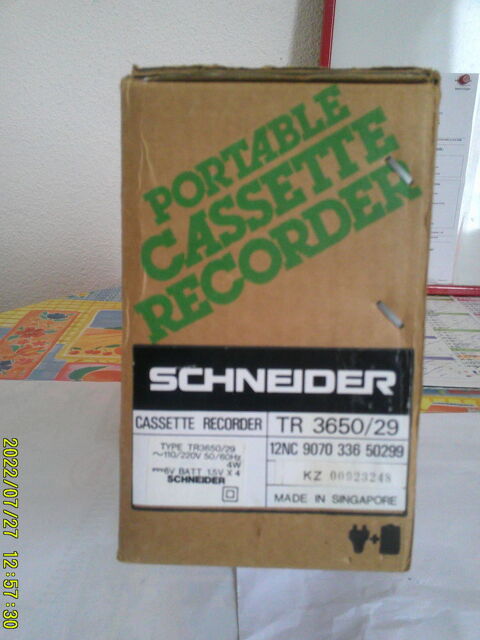 PORTABLE
CASSETTE
RECORDER
SCHNEIDER
CASSETTE RECORDER
TR 3650/29
TYPE TR3650/29
~110/220V 50/60Hz
4W
6V BATT 1,5V X 4
SCHNEIDER
12NC 9070 336 50299
KZ 00923248
MADE IN SINGAPORE
+
2022/07/27 12:57:30